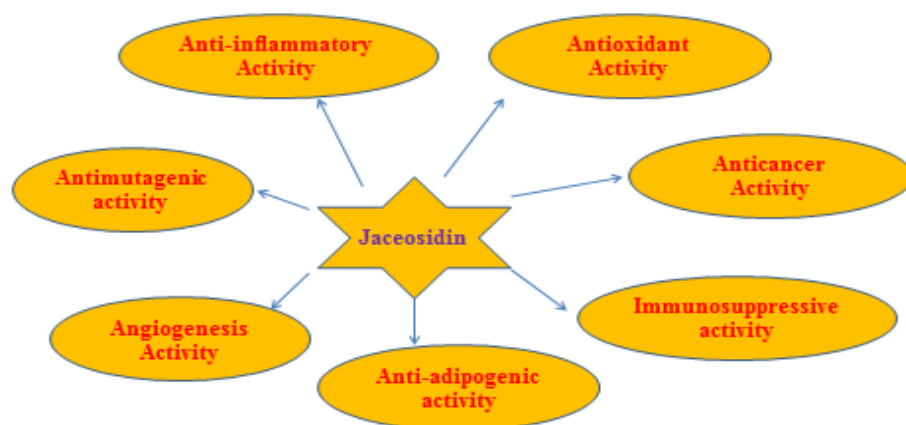 Anti-inflammatory
Activity
Antioxidant
Activity
Antimutagenic
activity
Anticancer
Activity
Jaceosidin
Angiogenesis
Activity
Immunosuppressive
activity
Anti-adipogenic
activity